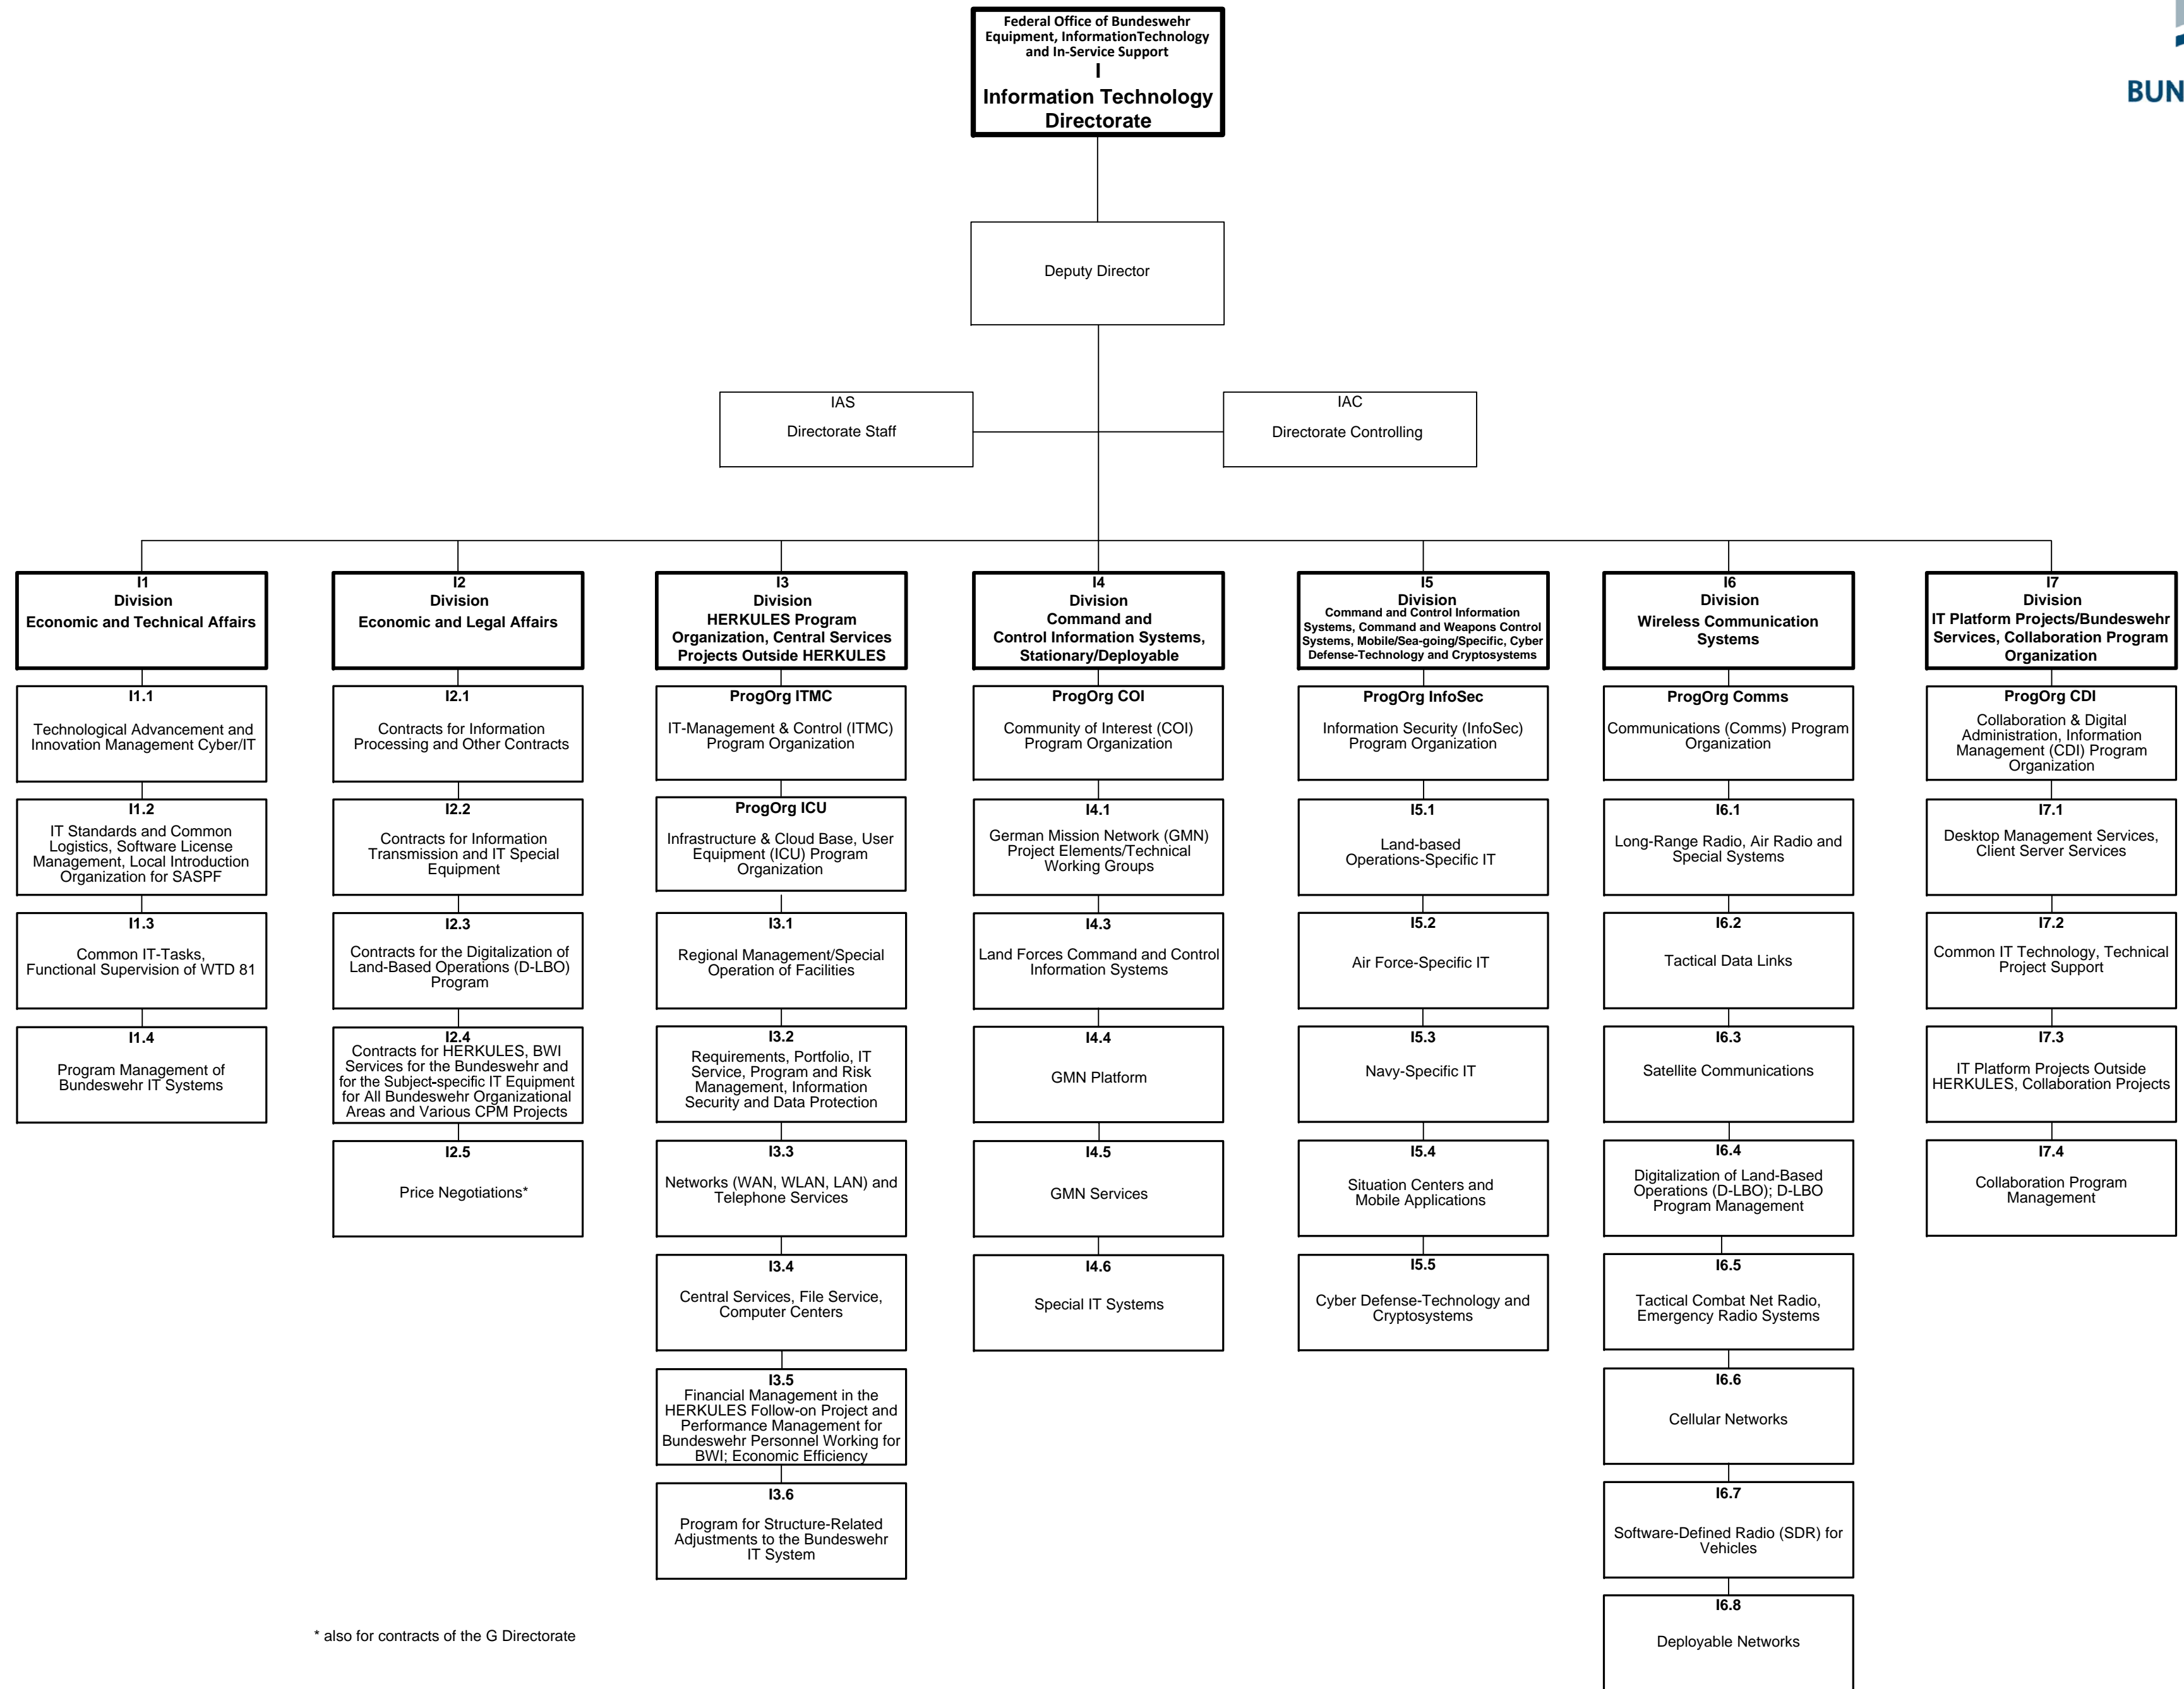 Federal Office of Bundeswehr
Equipment, InformationTechnology
and In-Service Support
I
Information Technology
Directorate
BUN
Deputy Director
IAS
Directorate Staff
IAC
Directorate Controlling
I1
Division
Economic and Technical Affairs
I1.1
Technological Advancement and
Innovation Management Cyber/IT
I1.2
IT Standards and Common
Logistics, Software License
Management, Local Introduction
Organization for SASPF
I1.3
Common IT-Tasks,
Functional Supervision of WTD 81
I1.4
Program Management of
Bundeswehr IT Systems
I2
Division
Economic and Legal Affairs
I2.1
Contracts for Information
Processing and Other Contracts
I2.2
Contracts for Information
Transmission and IT Special
Equipment
I2.3
Contracts for the Digitalization of
Land-Based Operations (D-LBO)
Program
I2.4
Contracts for HERKULES, BWI
Services for the Bundeswehr and
for the Subject-specific IT Equipment
for All Bundeswehr Organizational
Areas and Various CPM Projects
I2.5
Price Negotiations*
I3
Division
HERKULES Program
Organization, Central Services
Projects Outside HERKULES
ProgOrg ITMC
IT-Management & Control (ITMC)
Program Organization
ProgOrg ICU
Infrastructure & Cloud Base, User
Equipment (ICU) Program
Organization
I3.1
Regional Management/Special
Operation of Facilities
I3.2
Requirements, Portfolio, IT
Service, Program and Risk
Management, Information
Security and Data Protection
I3.3
Networks (WAN, WLAN, LAN) and
Telephone Services
I3.4
Central Services, File Service,
Computer Centers
I3.5
Financial Management in the
HERKULES Follow-on Project and
Performance Management for
Bundeswehr Personnel Working for
BWI; Economic Efficiency
I3.6
Program for Structure-Related
Adjustments to the Bundeswehr
IT System
I4
Division
Command and
Control Information Systems,
Stationary/Deployable
ProgOrg COI
Community of Interest (COI)
Program Organization
I4.1
German Mission Network (GMN)
Project Elements/Technical
Working Groups
I4.3
Land Forces Command and Control
Information Systems
I4.4
GMN Platform
I4.5
GMN Services
I4.6
Special IT Systems
I5
Division
Command and Control Information
Systems, Command and Weapons Control
Systems, Mobile/Sea-going/Specific, Cyber
Defense-Technology and Cryptosystems
ProgOrg InfoSec
Information Security (InfoSec)
Program Organization
I5.1
Land-based
Operations-Specific IT
I5.2
Air Force-Specific IT
I5.3
Navy-Specific IT
I5.4
Situation Centers and
Mobile Applications
I5.5
Cyber Defense-Technology and
Cryptosystems
I6
Division
Wireless Communication
Systems
ProgOrg Comms
Communications (Comms) Program
Organization
I6.1
Long-Range Radio, Air Radio and
Special Systems
I6.2
Tactical Data Links
I6.3
Satellite Communications
I6.4
Digitalization of Land-Based
Operations (D-LBO); D-LBO
Program Management
I6.5
Tactical Combat Net Radio,
Emergency Radio Systems
I6.6
Cellular Networks
I6.7
Software-Defined Radio (SDR) for
Vehicles
I6.8
Deployable Networks
I7
Division
IT Platform Projects/Bundeswehr
Services, Collaboration Program
Organization
ProgOrg CDI
Collaboration & Digital
Administration, Information
Management (CDI) Program
Organization
I7.1
Desktop Management Services,
Client Server Services
I7.2
Common IT Technology, Technical
Project Support
I7.3
IT Platform Projects Outside
HERKULES, Collaboration Projects
I7.4
Collaboration Program
Management
* also for contracts of the G Directorate